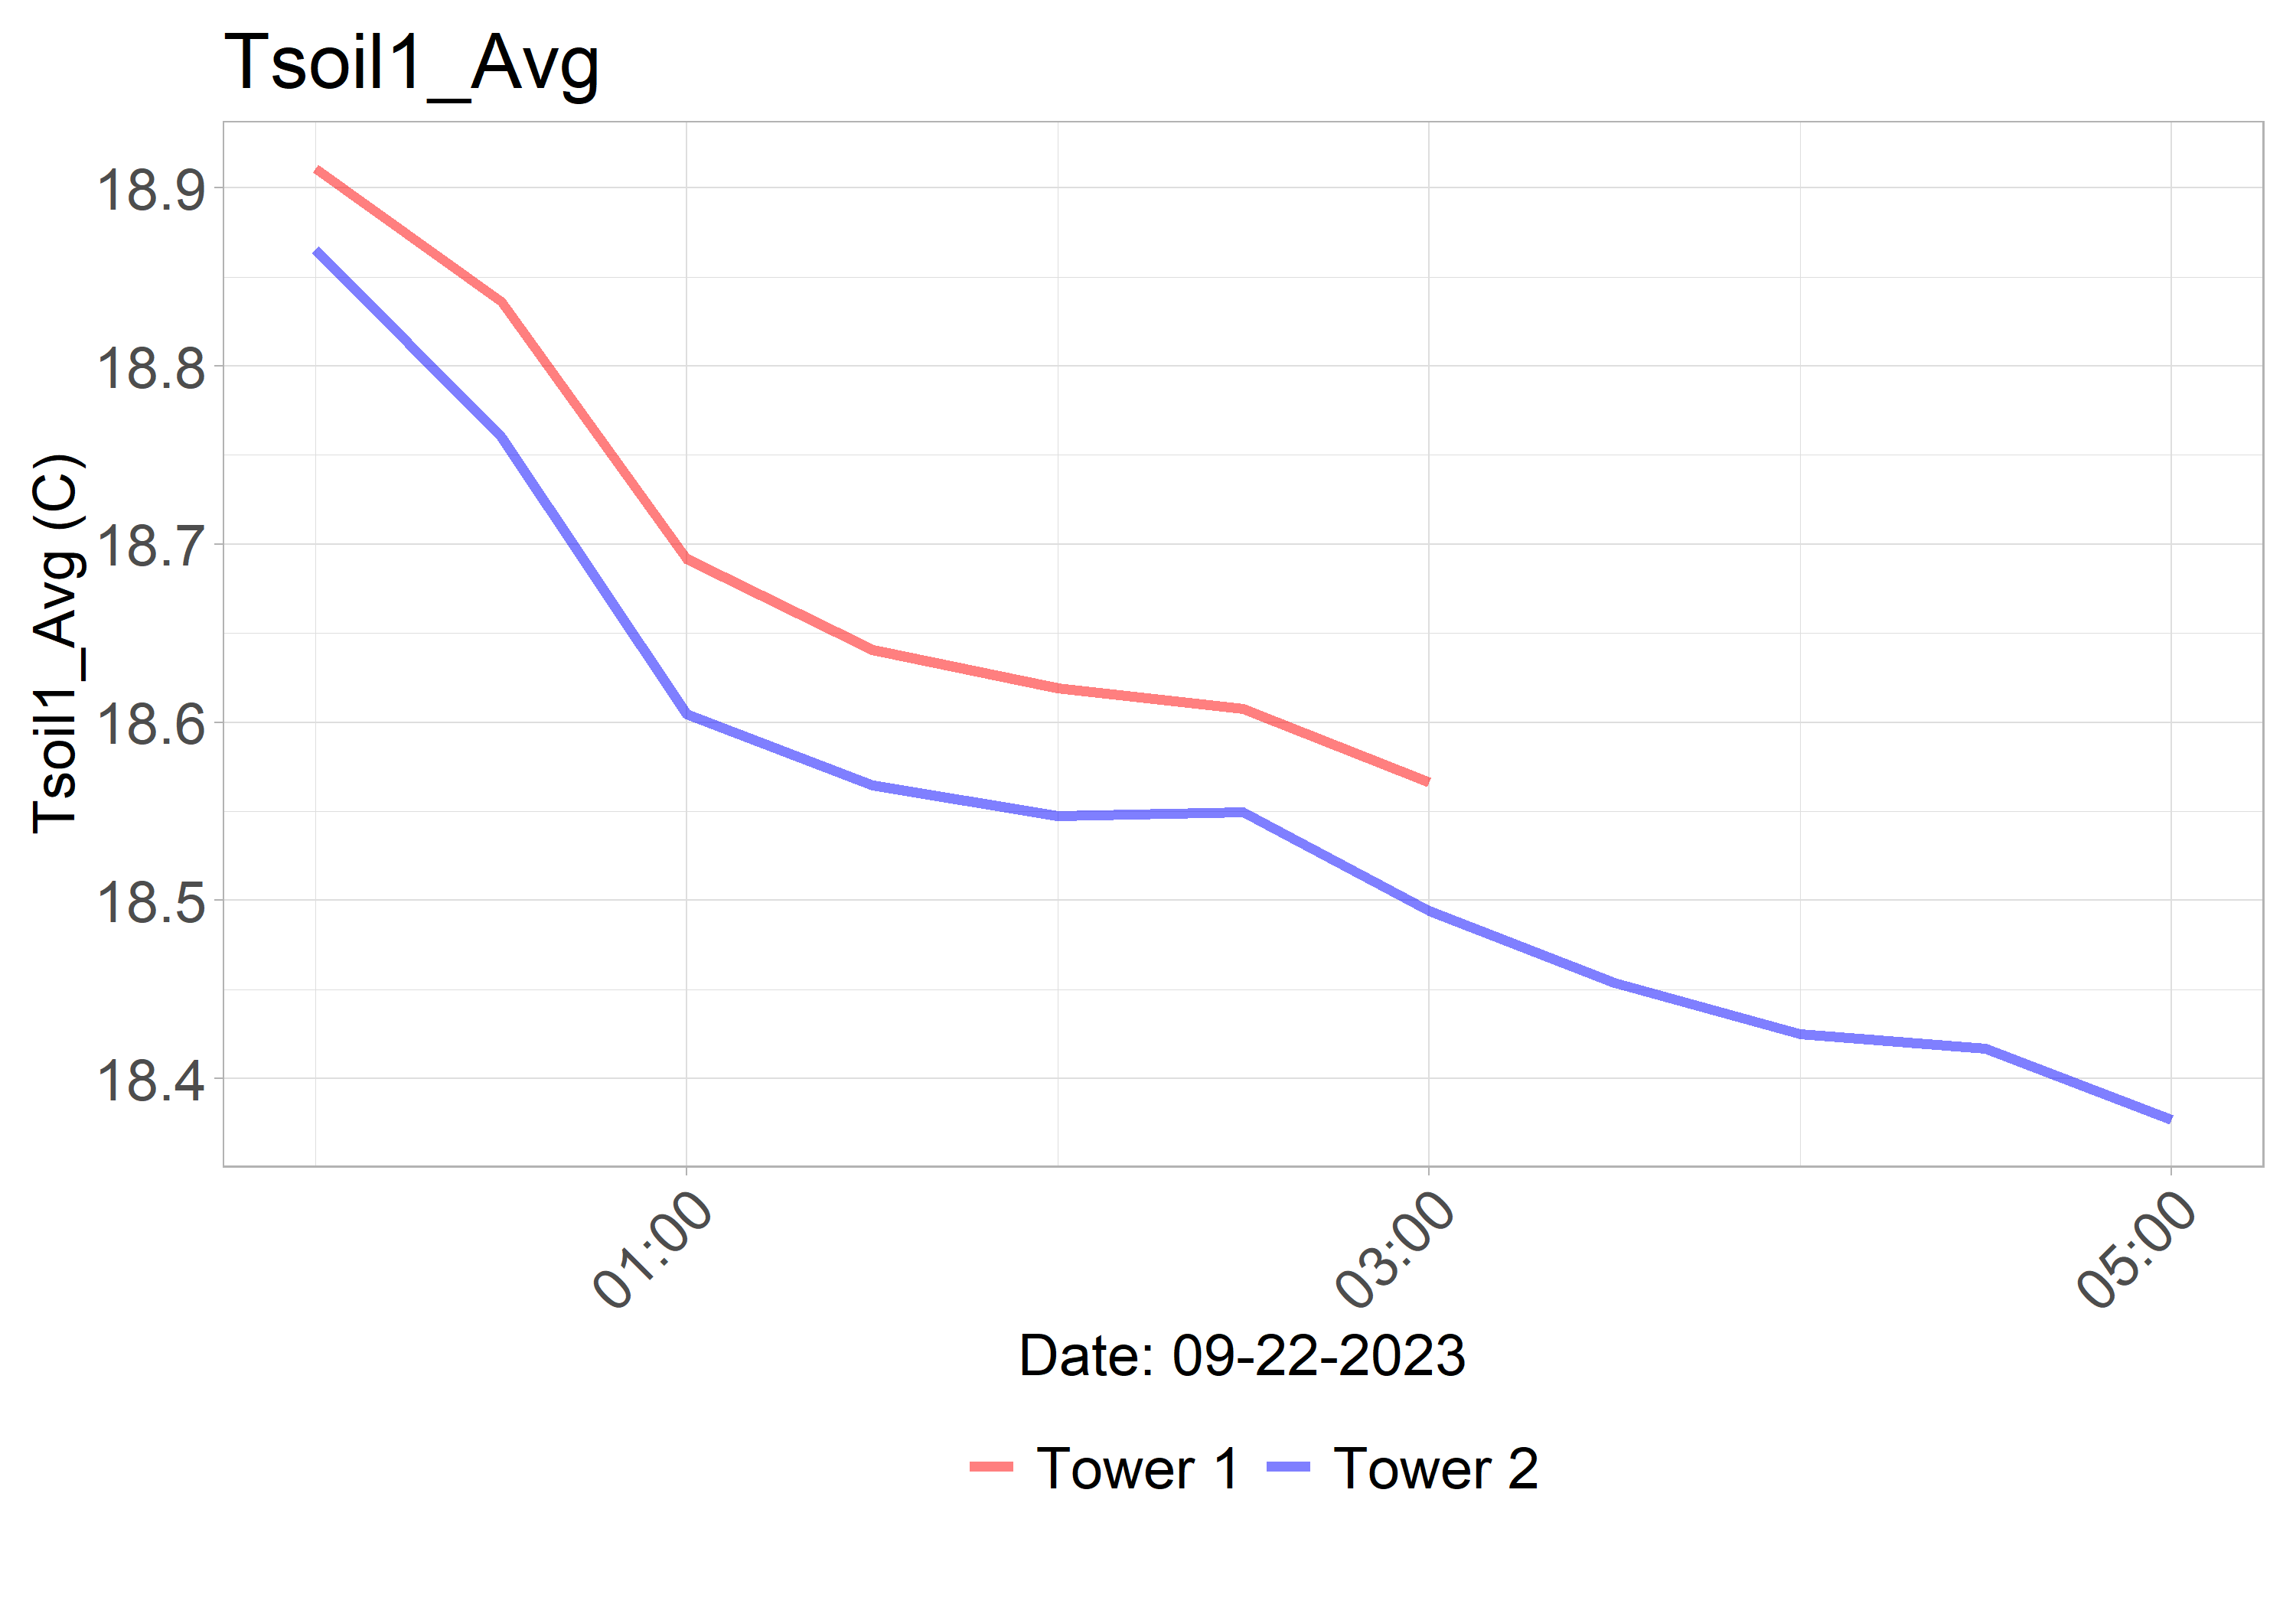 Tsoil1_Avg
Tsoil1_Avg (C)
18.9
18.8
18.7
18.6
18.5
18.4
01:00
03:00
05:00
Date: 09-22-2023
Tower 1 Tower 2